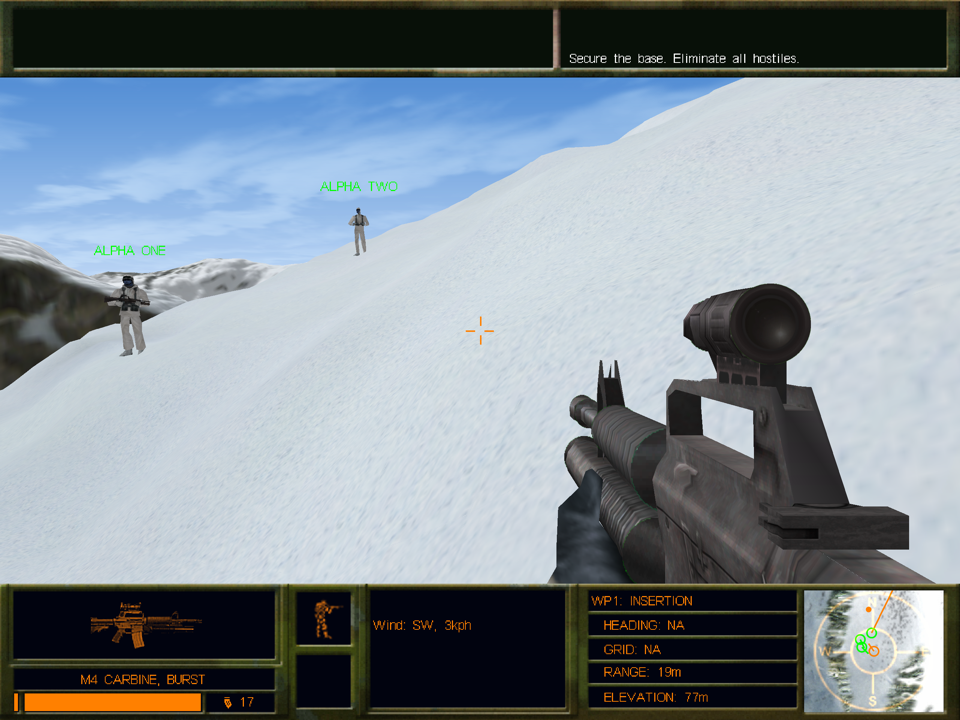 Secure the base. Eliminate all hostiles.
ALPHA TWO
ALPHA ONE
WP1: INSERTION
Wind: SW, 3kph
HEADING: NA
GRID: NA
RANGE: 19m
M4 CARBINE, BURST
ELEVATION: 77m
17
N
W
E
S